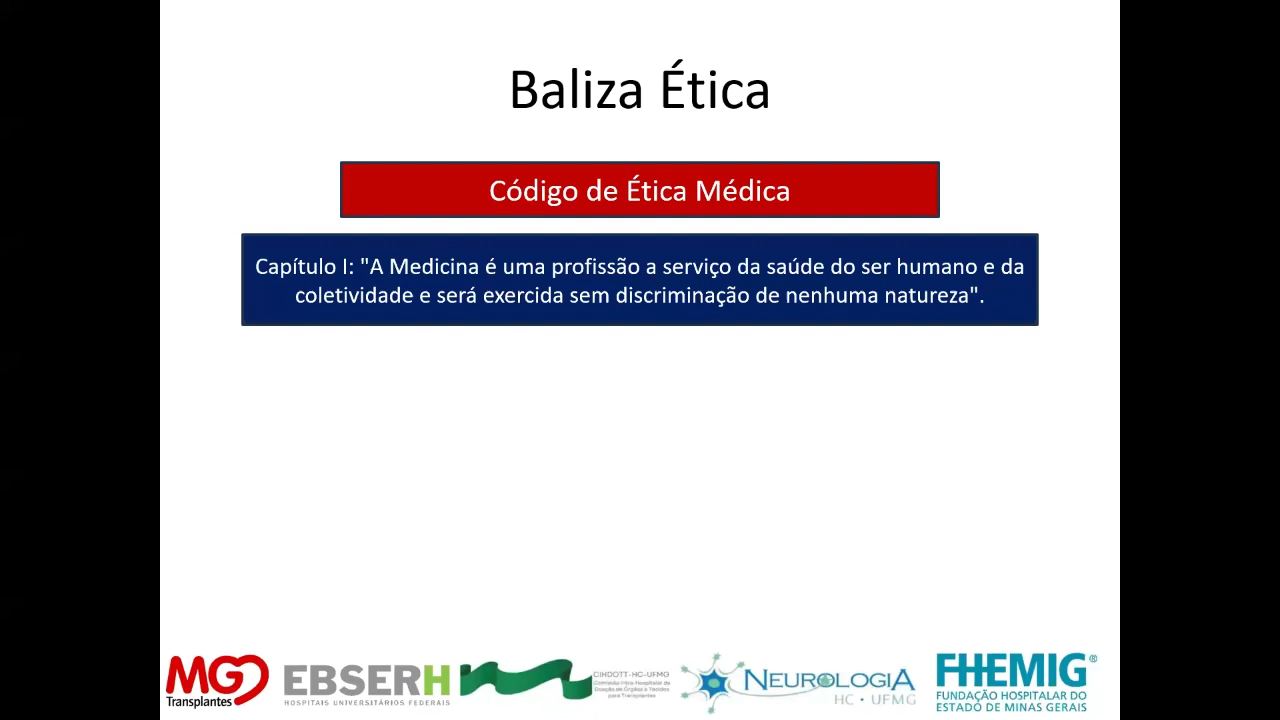 Baliza Ética
Código de Ética Médica
Capítulo I: "A Medicina é uma profissão a serviço da saúde do ser humano e da
coletividade e será exercida sem discriminação de nenhuma natureza".
MG
Transplantes
EBSERH
HOSPITAIS UNIVERSITÁRIOS FEDERAIS
CIHDOTT-HC-UFMG
Comissão Intra-Hospitalar de
Doação de Órgãos e Tecidos
para Transplantes
NEUROLOGIA
HC • UFMG
FHEMIG®
FUNDAÇÃO HOSPITALAR DO
ESTADO DE MINAS GERAIS